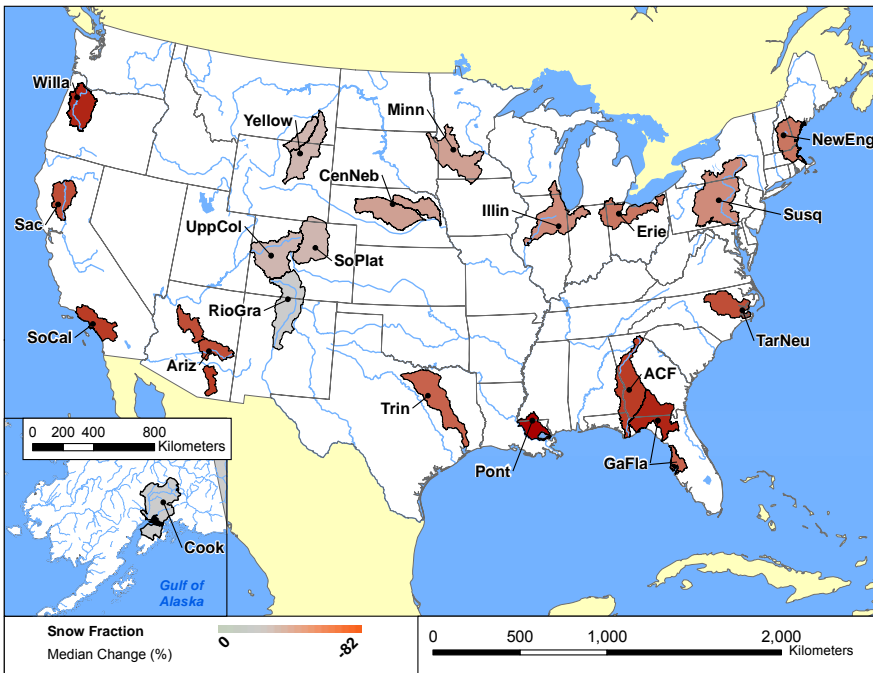 Willa
Yellow
Minn
NewEng
CenNeb
Illin
Sac
Erie
Susq
UppCol
SoPlat
RioGra
SoCal
TarNeu
Ariz
ACF
Trin
Pont
GaFla
0 200 400 800
Kilometers
Cook
Gulf of
Alaska
Snow Fraction
Median Change (%)
0
-82
0 500 1,000 2,000
Kilometers